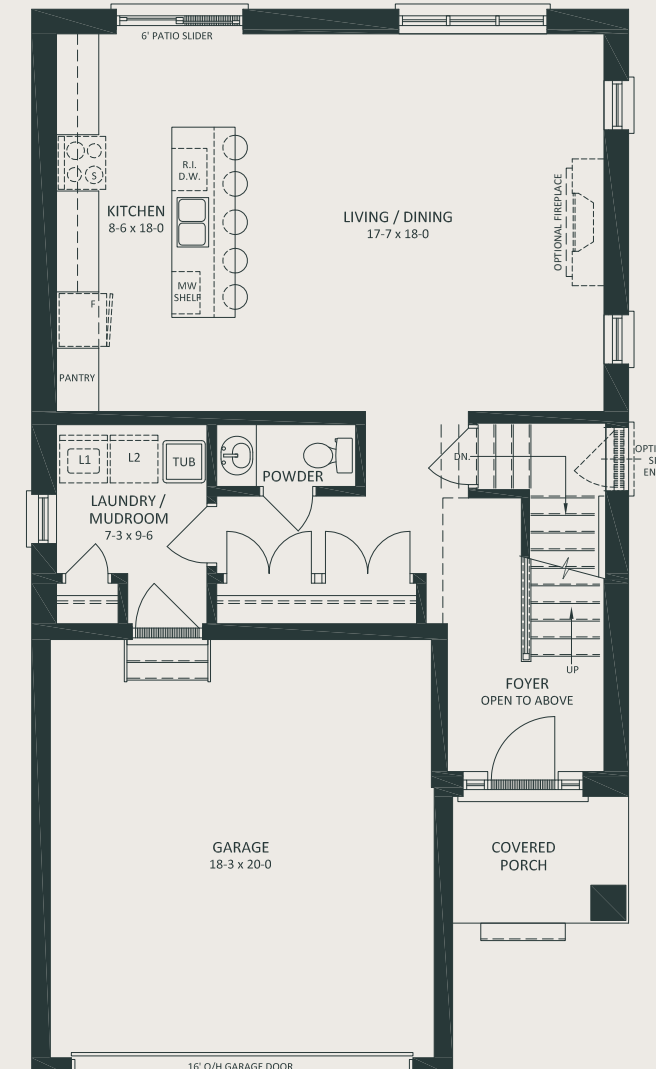 6' PATIO SLIDER
S
R.I.
D.W.
KITCHEN
8-6 x 18-0
LIVING / DINING
17-7 x 18-0
OPTIONAL FIREPLACE
MW
SHELF
F
PANTRY
L1
L2
TUB
POWDER
DN.
LAUNDRY /
MUDROOM
7-3 x 9-6
UP
FOYER
OPEN TO ABOVE
GARAGE
18-3 x 20-0
COVERED
PORCH
16' O/H GARAGE DOOR